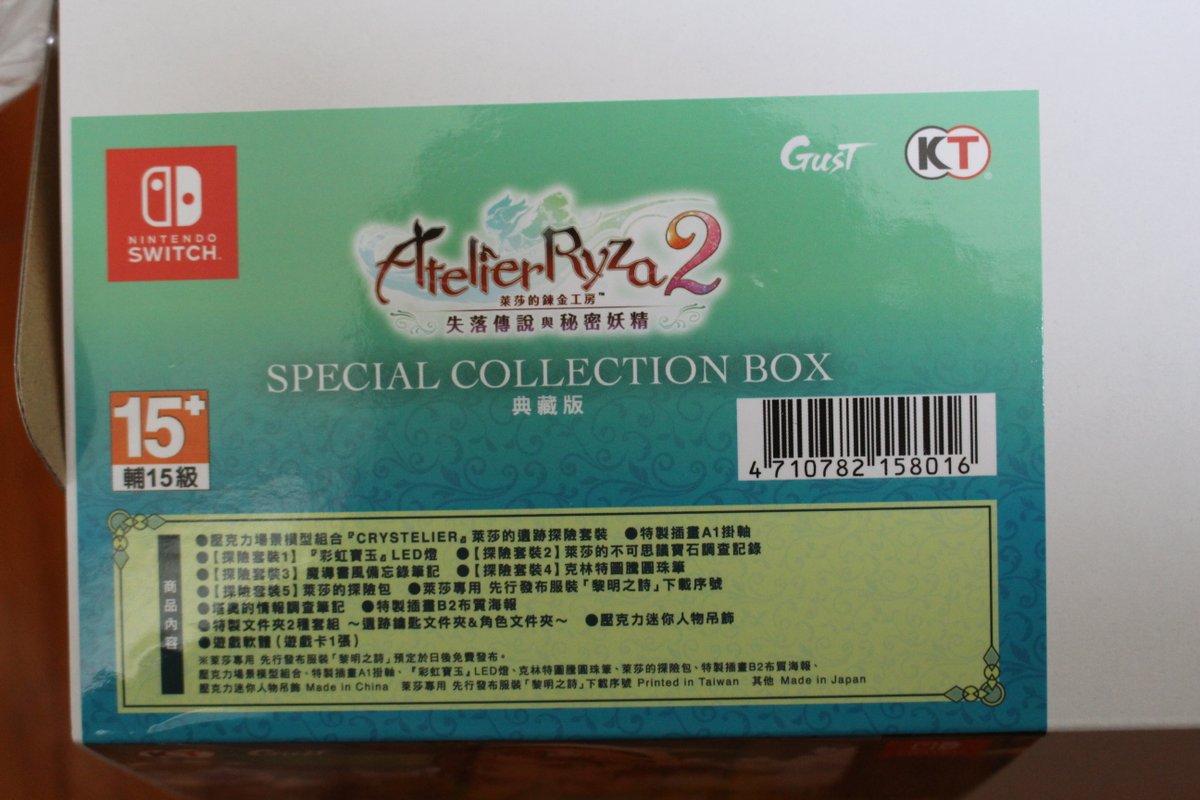 NINTENDO
SWITCH
GUST
KT
Atelier Ryza 2
萊莎的鍊金工房™
失落傳說與秘密妖精
SPECIAL COLLECTION BOX
典藏版
15+
輔15級
4 710782 158016
商品內容
●壓克力場景模型組合『CRYSTELIER』萊莎的遺跡探險套裝 ●特製插畫A1掛軸
●【探險套裝1】『彩虹寶玉』LED燈 ●【探險套裝2】萊莎的不可思議寶石調查記錄
●【探險套裝3】魔導書風備忘錄筆記 ●【探險套裝4】克林特圖騰圓珠筆
●【探險套裝5】萊莎的探險包 ●萊莎專用 先行發布服裝「黎明之詩」下載序號
●塔奧的情報調查筆記 ●特製插畫B2布質海報
●特製文件夾2種套組 ～遺跡鑰匙文件夾&角色文件夾～ ●壓克力迷你人物吊飾
●遊戲軟體(遊戲卡1張)
※萊莎專用 先行發布服裝「黎明之詩」預定於日後免費發布。
壓克力場景模型組合、特製插畫A1掛軸、『彩虹寶玉』LED燈、克林特圖騰圓珠筆、萊莎的探險包、特製插畫B2布質海報、
壓克力迷你人物吊飾 Made in China 萊莎專用 先行發布服裝「黎明之詩」下載序號 Printed in Taiwan 其他 Made in Japan